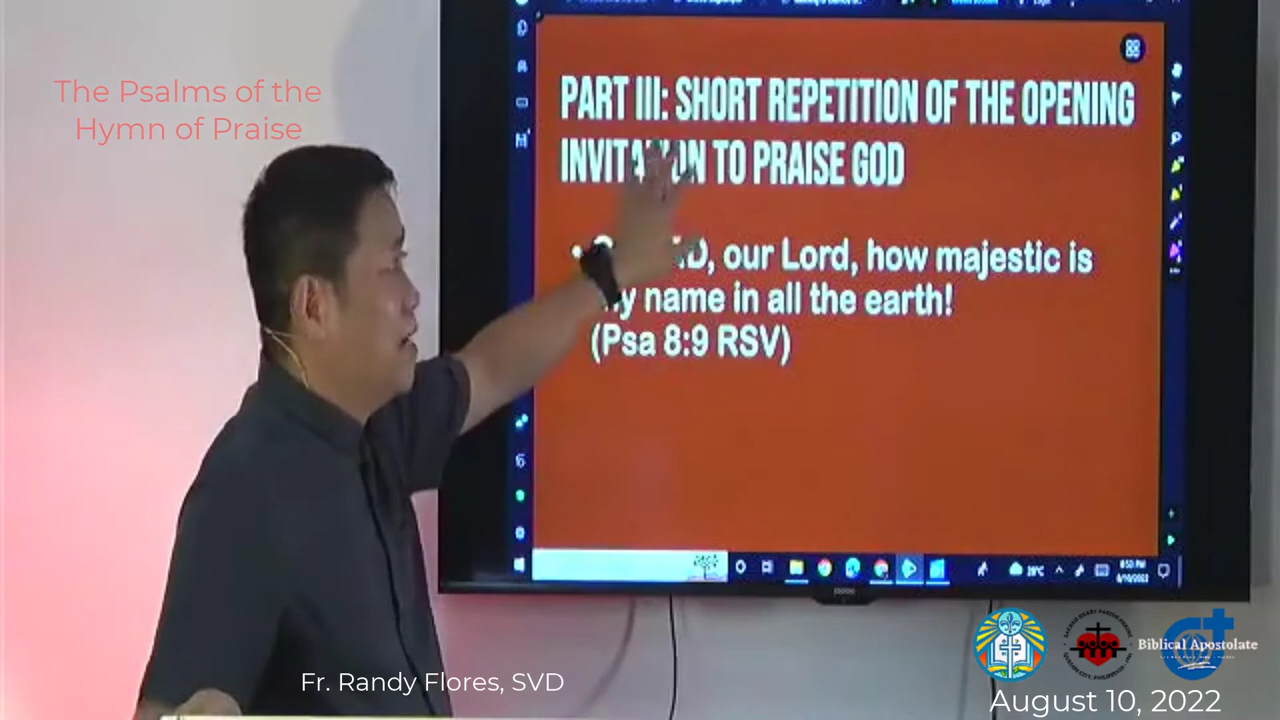 The Psalms of the
Hymn of Praise
PART III: SHORT REPETITION OF THE OPENING
INVITATION TO PRAISE GOD
our Lord, how majestic is
name in all the earth!
(Psa 8:9 RSV)
Fr. Randy Flores, SVD
Biblical Apostolate
August 10, 2022